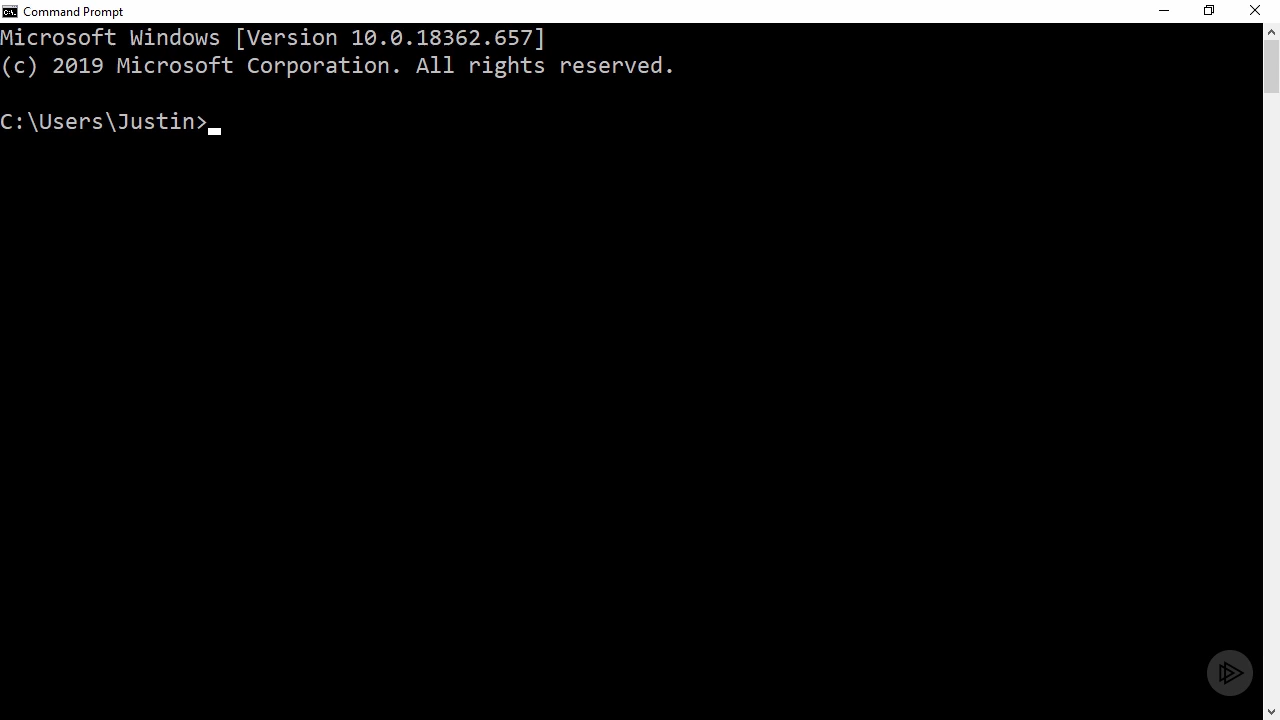 Command Prompt
Microsoft Windows [Version 10.0.18362.657]
(c) 2019 Microsoft Corporation. All rights reserved.
C:\Users\Justin>